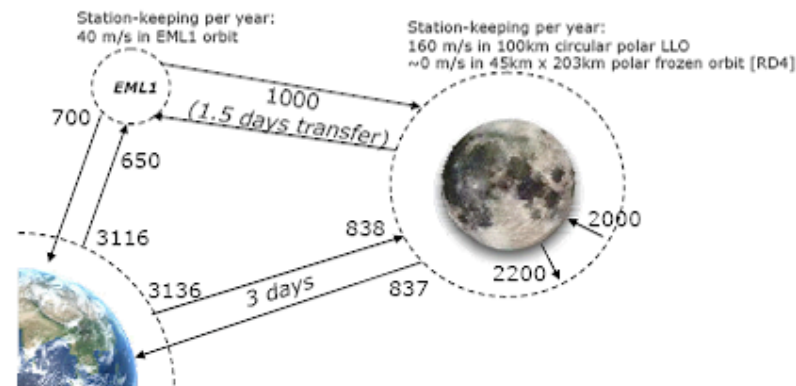 Station-keeping per year:
40 m/s in EML1 orbit
Station-keeping per year:
160 m/s in 100km circular polar LLO
~0 m/s in 45km x 203km polar frozen orbit [RD4]
EML1
1000
(1.5 days transfer)
700
650
3116
838
2000
2200
3136
3 days
837